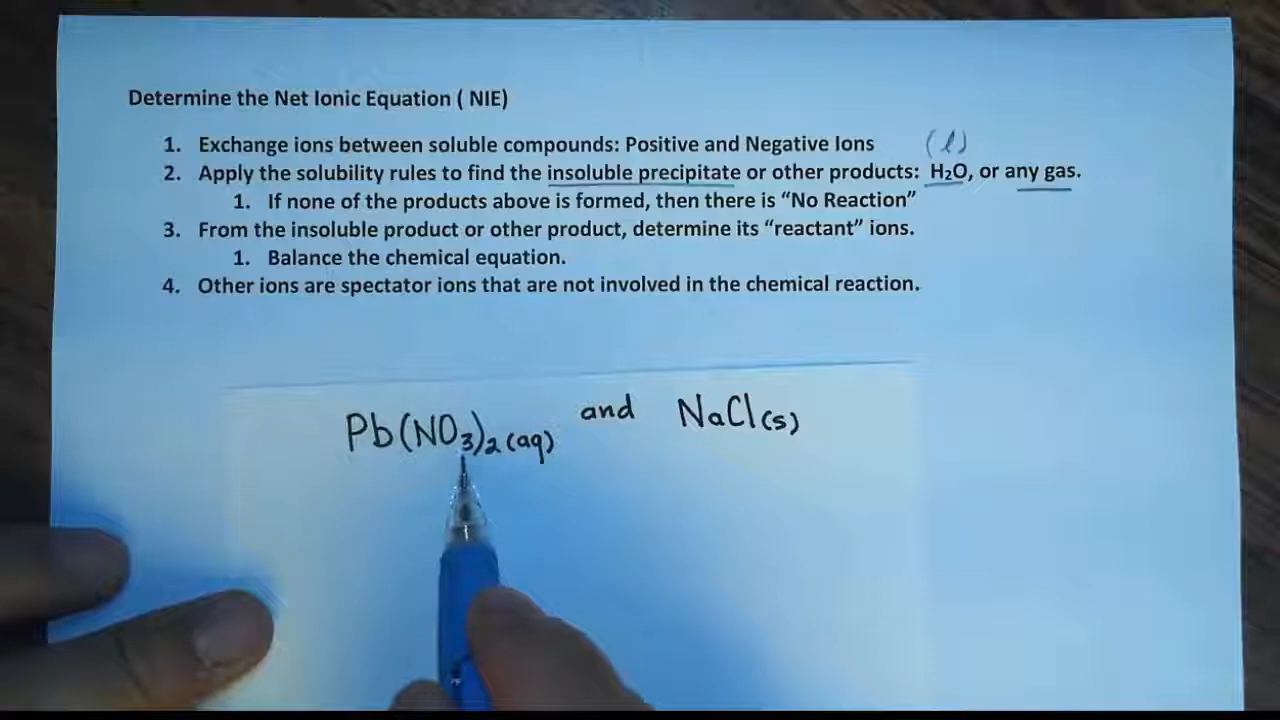 Determine the Net Ionic Equation ( NIE)
1. Exchange ions between soluble compounds: Positive and Negative Ions (l)
2. Apply the solubility rules to find the insoluble precipitate or other products: H₂O, or any gas.
1. If none of the products above is formed, then there is “No Reaction”
3. From the insoluble product or other product, determine its “reactant” ions.
1. Balance the chemical equation.
4. Other ions are spectator ions that are not involved in the chemical reaction.
Pb(NO₃)₂(aq) and NaCl(s)